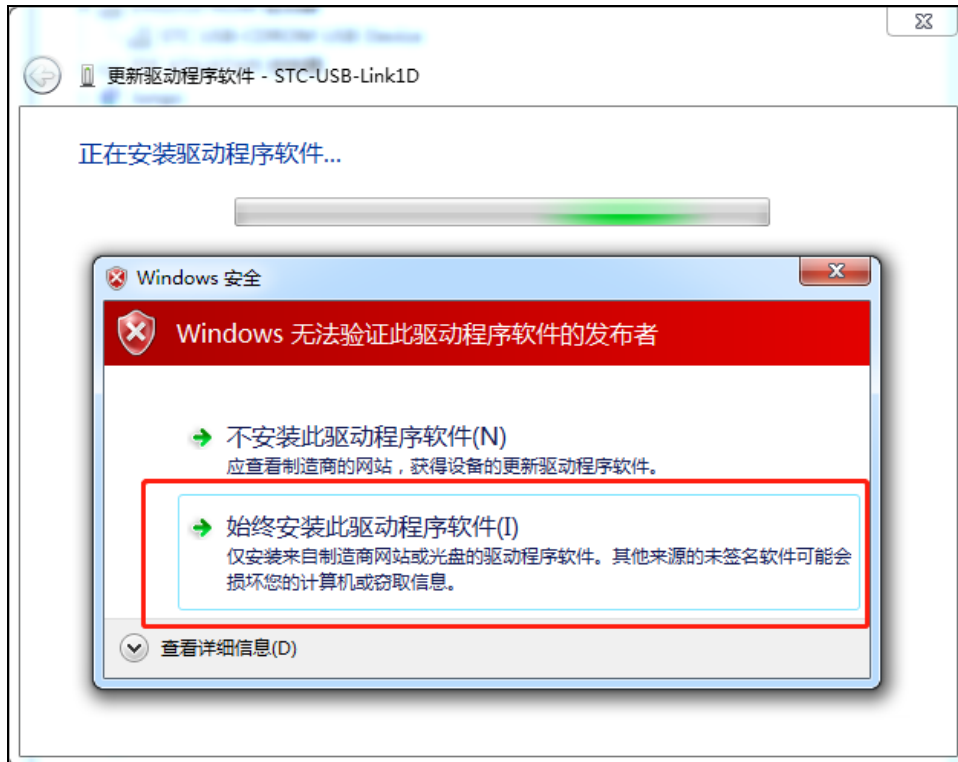 STC USB-CDROM USB Device
更新驱动程序软件 - STC-USB-Link1D
正在安装驱动程序软件...
Windows 安全
Windows 无法验证此驱动程序软件的发布者
不安装此驱动程序软件(N)
应查看制造商的网站，获得设备的更新驱动程序软件。
始终安装此驱动程序软件(I)
仅安装来自制造商网站或光盘的驱动程序软件。其他来源的未签名软件可能会
损坏您的计算机或窃取信息。
查看详细信息(D)